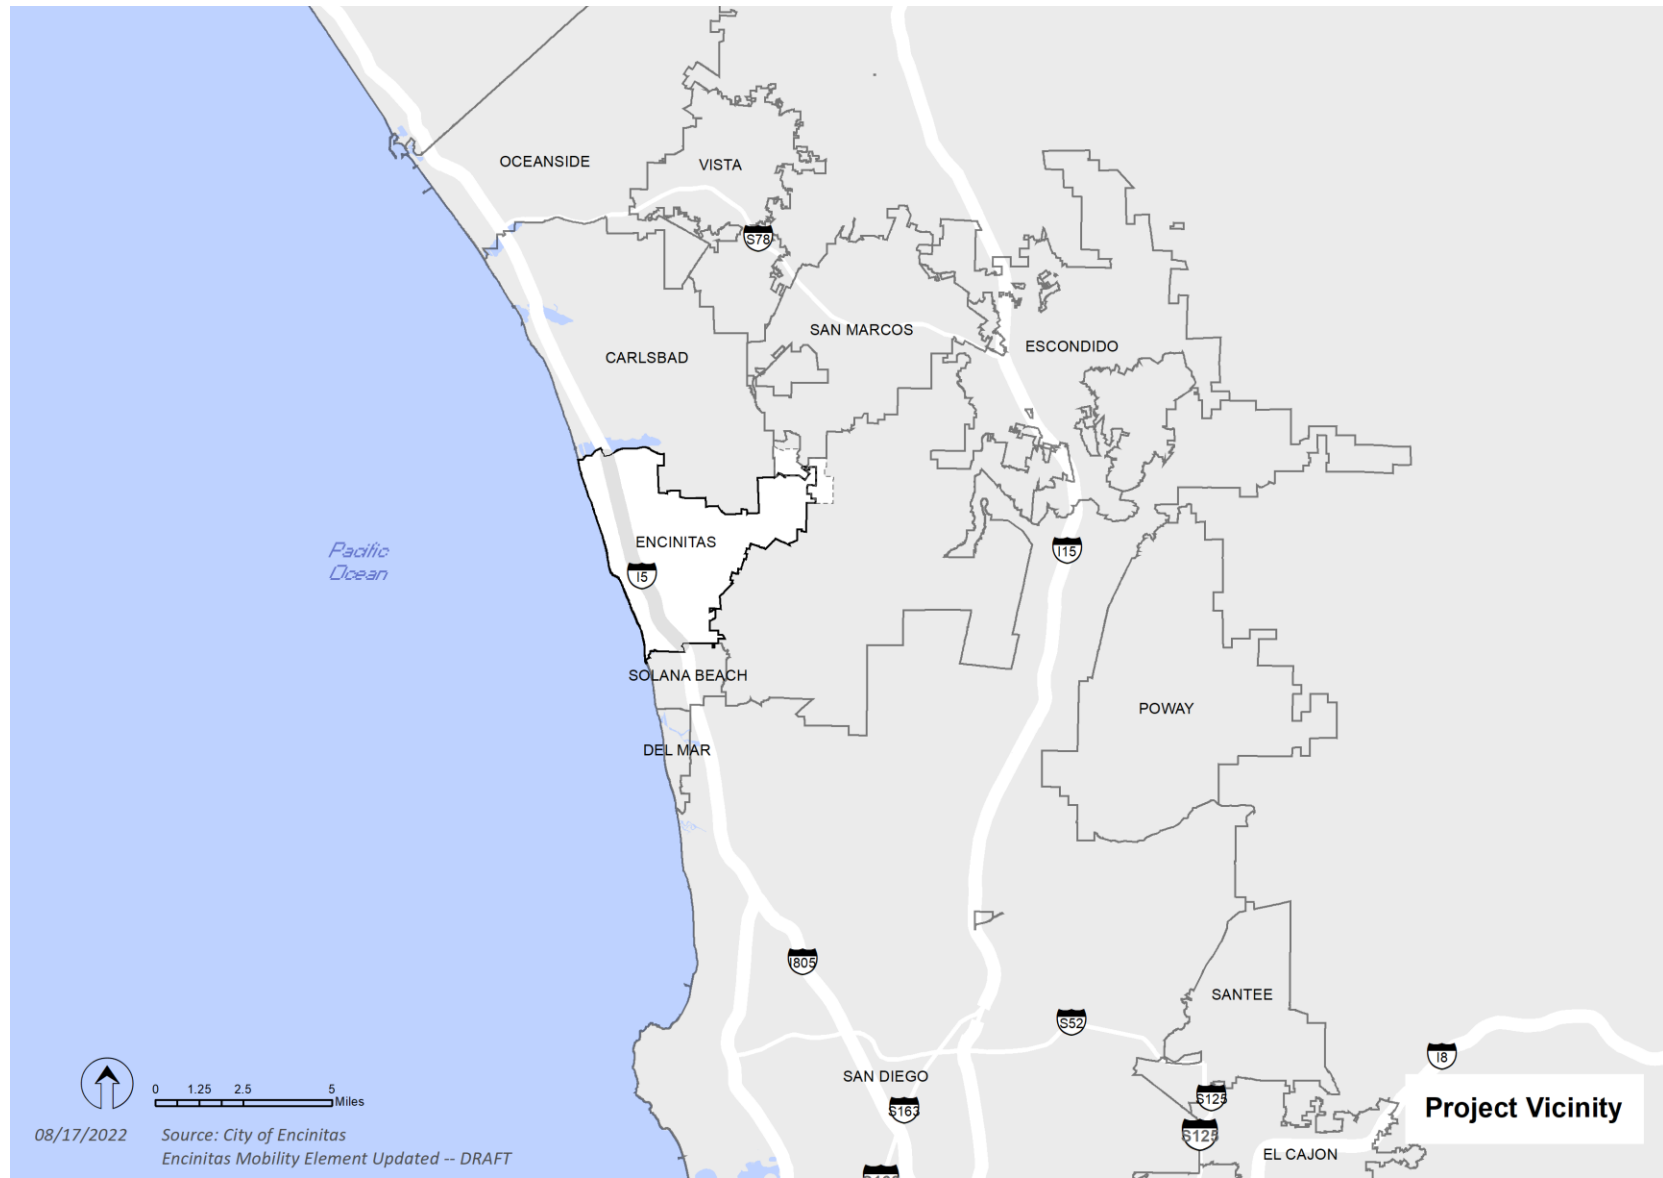 OCEANSIDE
VISTA
S78
SAN MARCOS
ESCONDIDO
CARLSBAD
ENCINITAS
Pacific
Ocean
I15
I5
SOLANA BEACH
POWAY
DEL MAR
I805
SANTEE
S52
I8
SAN DIEGO
S163
S125
S125
EL CAJON
Project Vicinity
0 1.25 2.5 5
Miles
08/17/2022
Source: City of Encinitas
Encinitas Mobility Element Updated -- DRAFT